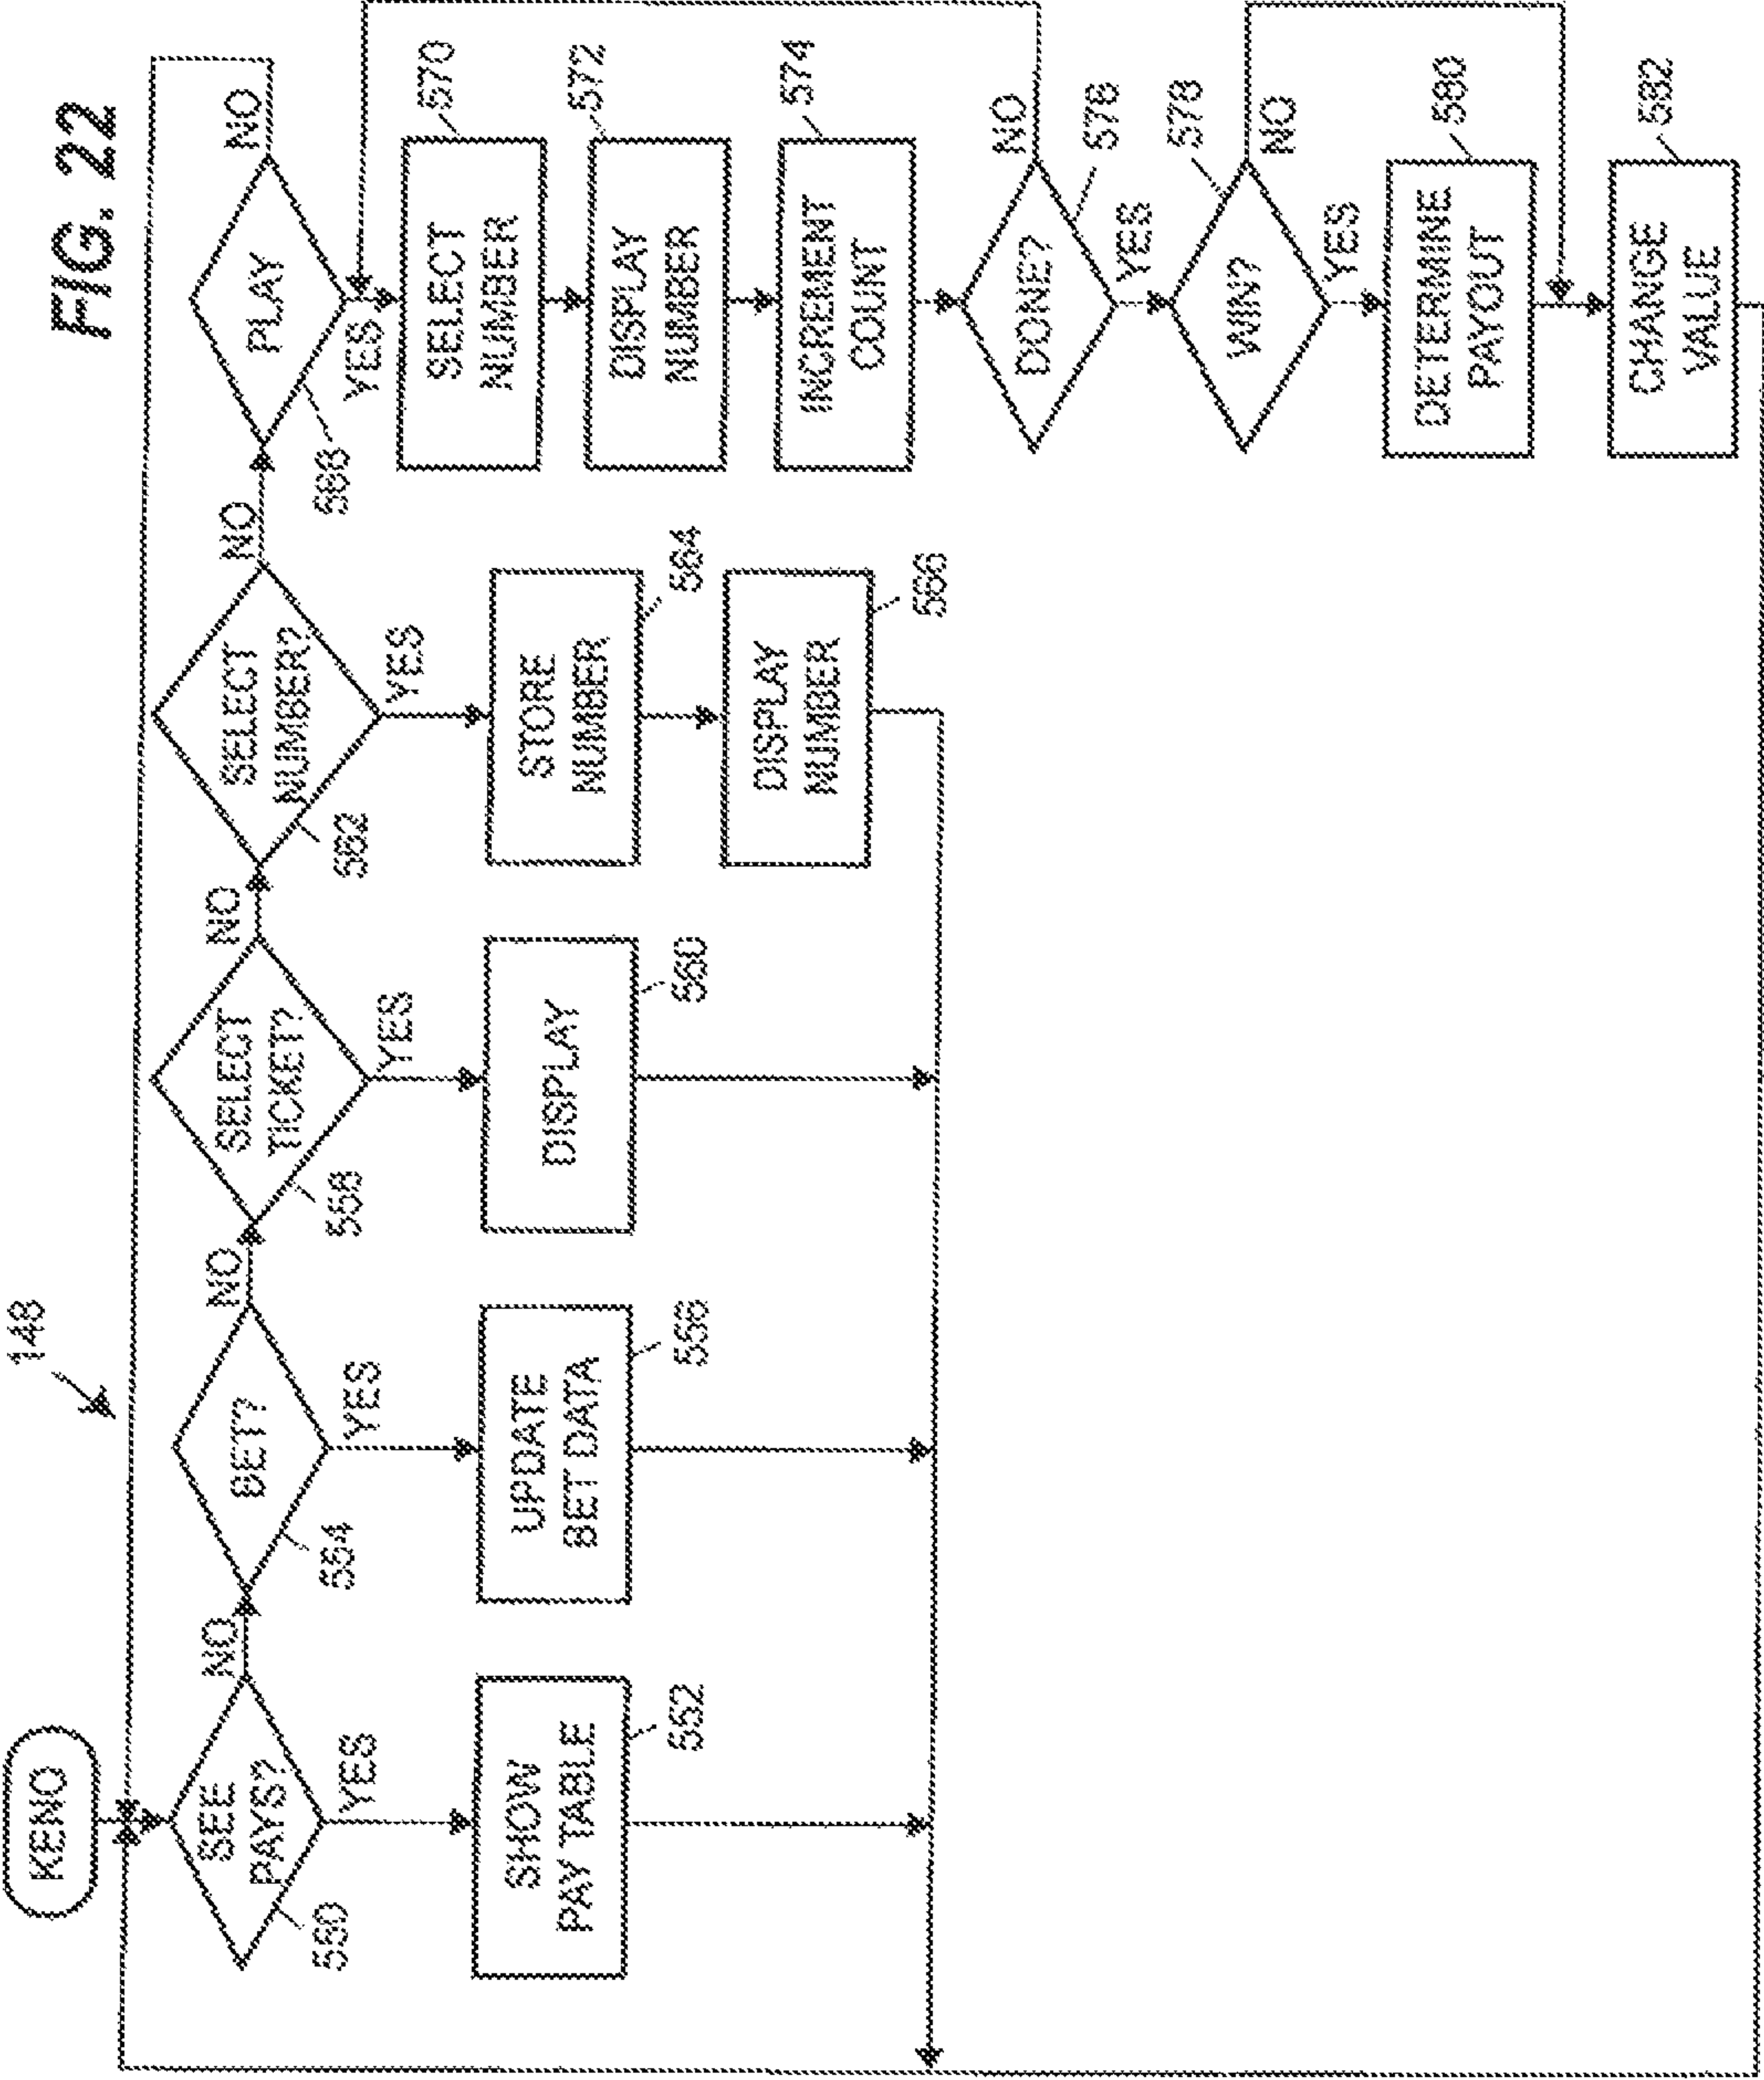 FIG. 22
148
KENO
SEE
PAYS?
550
NO
YES
SHOW
PAY TABLE
552
BET?
554
NO
YES
UPDATE
BET DATA
556
SELECT
TICKET?
558
NO
YES
DISPLAY
560
SELECT
NUMBER?
562
NO
YES
STORE
NUMBER
564
DISPLAY
NUMBER
566
PLAY
568
NO
YES
SELECT
NUMBER
570
DISPLAY
NUMBER
572
INCREMENT
COUNT
574
DONE?
576
NO
YES
WIN?
578
NO
YES
DETERMINE
PAYOUT
580
CHANGE
VALUE
582